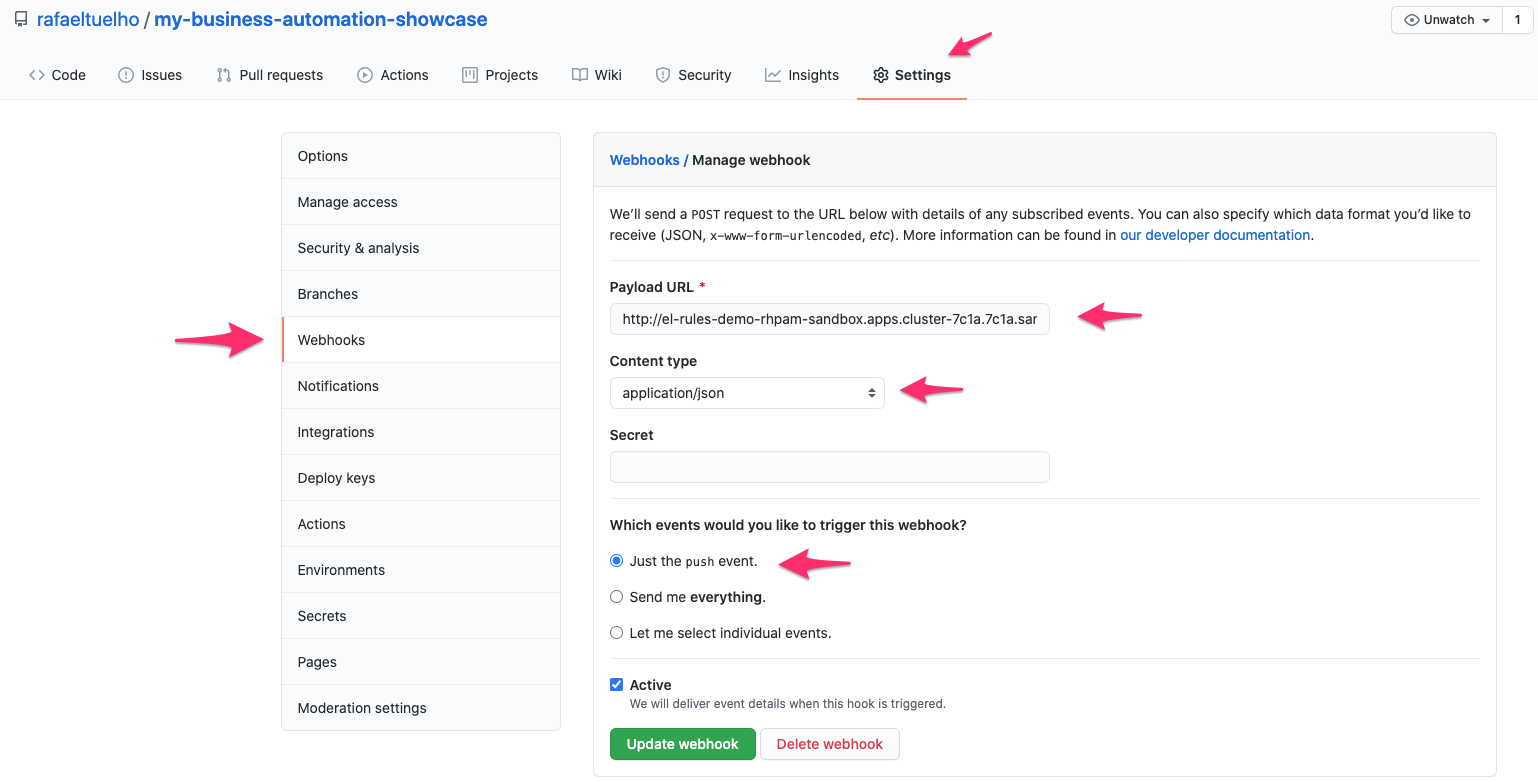 rafaeltuelho / my-business-automation-showcase
Unwatch 1
Code Issues Pull requests Actions Projects Wiki Security Insights Settings
Options
Manage access
Security & analysis
Branches
Webhooks
Notifications
Integrations
Deploy keys
Actions
Environments
Secrets
Pages
Moderation settings
Webhooks / Manage webhook
We’ll send a POST request to the URL below with details of any subscribed events. You can also specify which data format you’d like to
receive (JSON, x-www-form-urlencoded, etc). More information can be found in our developer documentation.
Payload URL *
http://el-rules-demo-rhpam-sandbox.apps.cluster-7c1a.7c1a.sar
Content type
application/json
Secret
Which events would you like to trigger this webhook?
Just the push event.
Send me everything.
Let me select individual events.
Active
We will deliver event details when this hook is triggered.
Update webhook Delete webhook